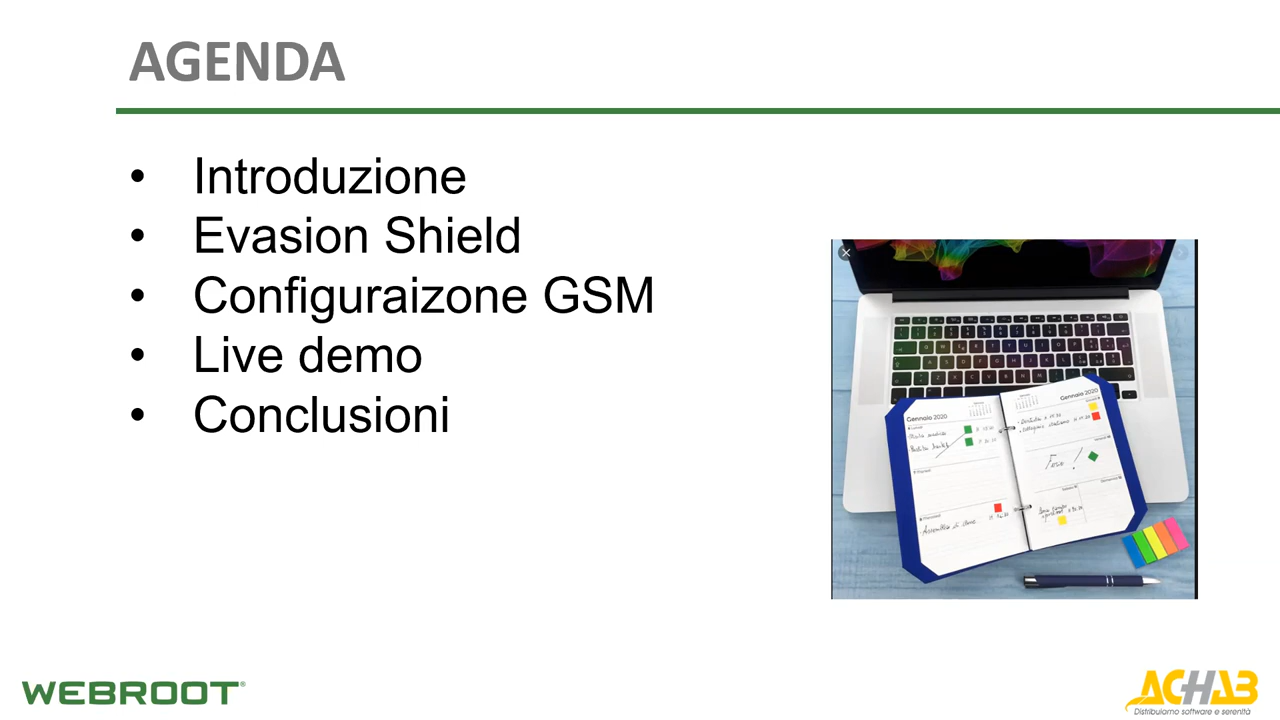 AGENDA
• Introduzione
• Evasion Shield
• Configuraizone GSM
• Live demo
• Conclusioni
Gennaio 2020
Gennaio 2020
WEBROOT®
ACHAB
Distribuiamo software e serenità